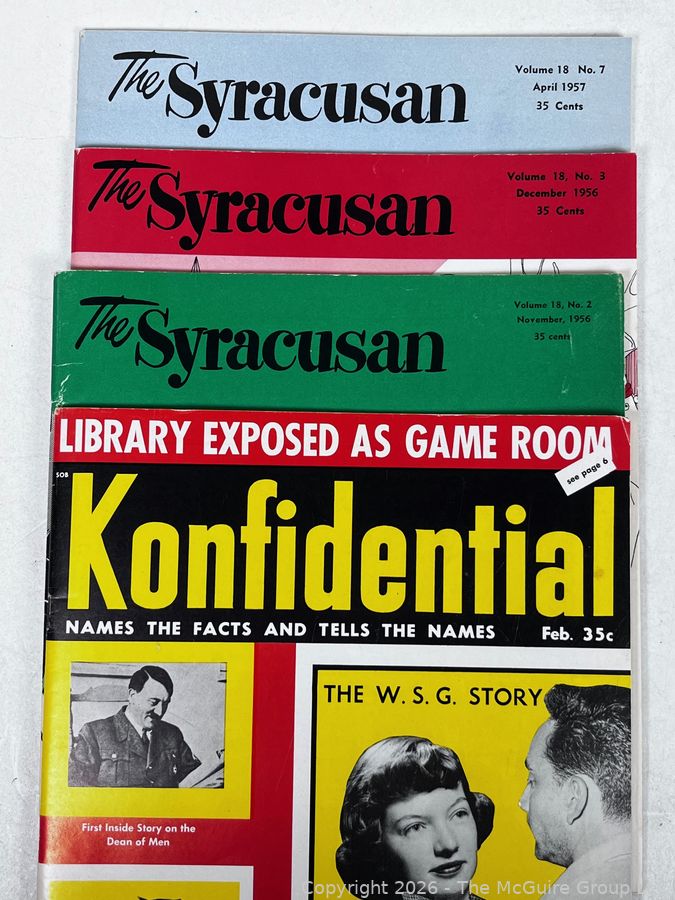 The Syracusan
Volume 18 No. 7
April 1957
35 Cents
The Syracusan
Volume 18, No. 3
December 1956
35 Cents
The Syracusan
Volume 18, No. 2
November, 1956
35 cents
LIBRARY EXPOSED AS GAME ROOM
see page 6
SOB
Konfidential
NAMES THE FACTS AND TELLS THE NAMES
Feb. 35c
First Inside Story on the
Dean of Men
THE W. S. G. STORY
Copyright 2026 - The McGuire Group